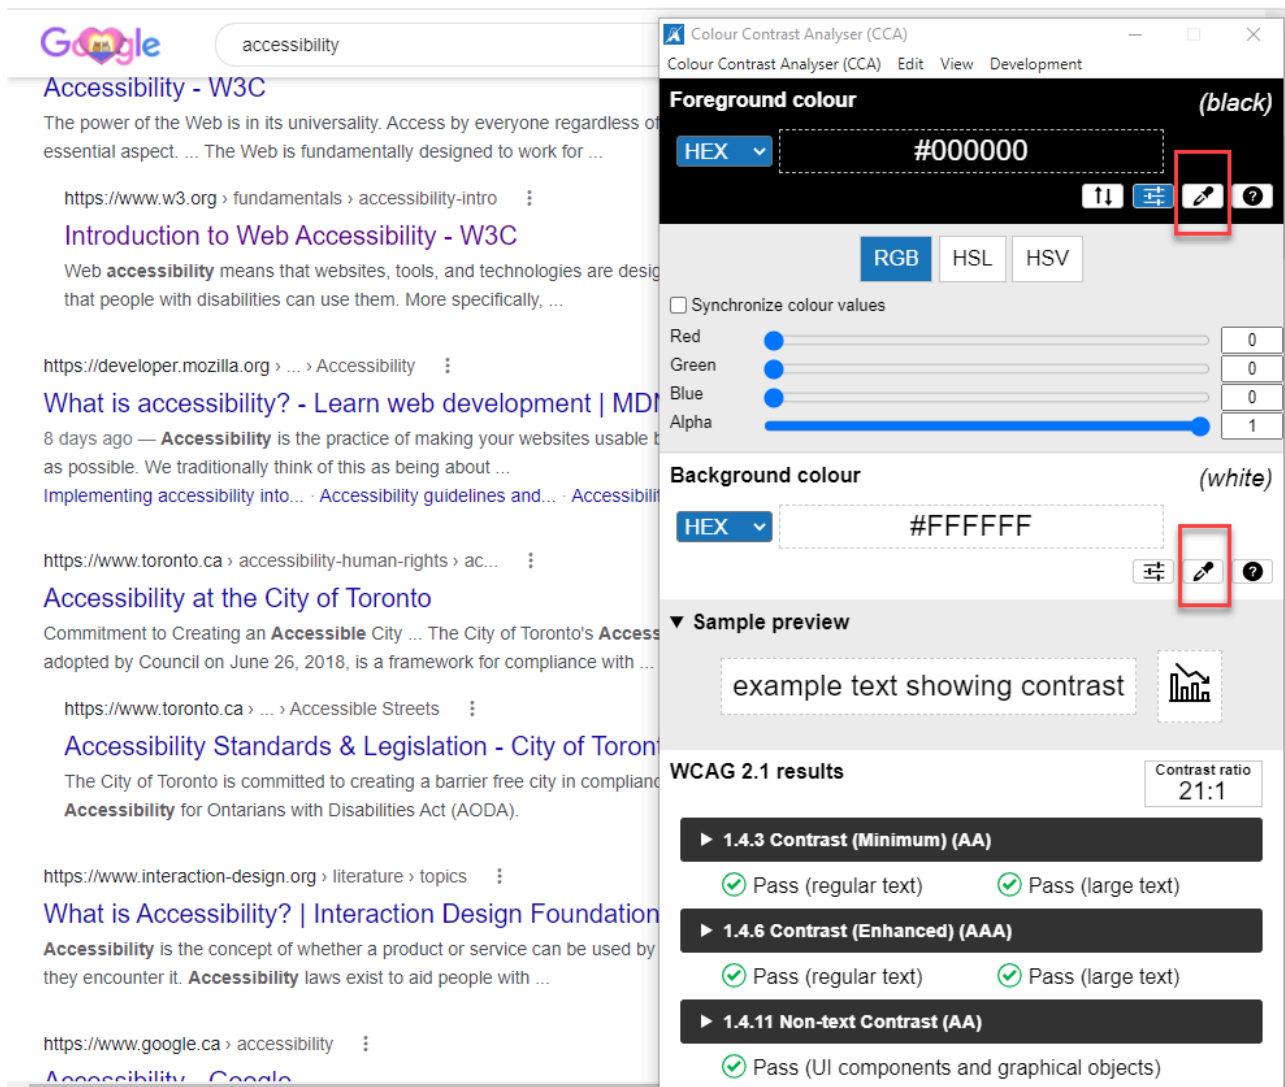 Google
accessibility
Accessibility - W3C
The power of the Web is in its universality. Access by everyone regardless of
essential aspect. ... The Web is fundamentally designed to work for ...
https://www.w3.org › fundamentals › accessibility-intro
Introduction to Web Accessibility - W3C
Web accessibility means that websites, tools, and technologies are desig
that people with disabilities can use them. More specifically, ...
https://developer.mozilla.org › ... › Accessibility
What is accessibility? - Learn web development | MDN
8 days ago — Accessibility is the practice of making your websites usable b
as possible. We traditionally think of this as being about ...
Implementing accessibility into... · Accessibility guidelines and... · Accessibilit
https://www.toronto.ca › accessibility-human-rights › ac...
Accessibility at the City of Toronto
Commitment to Creating an Accessible City ... The City of Toronto's Access
adopted by Council on June 26, 2018, is a framework for compliance with ...
https://www.toronto.ca › ... › Accessible Streets
Accessibility Standards & Legislation - City of Toront
The City of Toronto is committed to creating a barrier free city in complianc
Accessibility for Ontarians with Disabilities Act (AODA).
https://www.interaction-design.org › literature › topics
What is Accessibility? | Interaction Design Foundation
Accessibility is the concept of whether a product or service can be used by
they encounter it. Accessibility laws exist to aid people with ...
https://www.google.ca › accessibility
Accessibility - Google
Colour Contrast Analyser (CCA)
Colour Contrast Analyser (CCA) Edit View Development
Foreground colour (black)
HEX #000000
RGB HSL HSV
Synchronize colour values
Red 0
Green 0
Blue 0
Alpha 1
Background colour (white)
HEX #FFFFFF
▼ Sample preview
example text showing contrast
WCAG 2.1 results
Contrast ratio
21:1
1.4.3 Contrast (Minimum) (AA)
Pass (regular text) Pass (large text)
1.4.6 Contrast (Enhanced) (AAA)
Pass (regular text) Pass (large text)
1.4.11 Non-text Contrast (AA)
Pass (UI components and graphical objects)